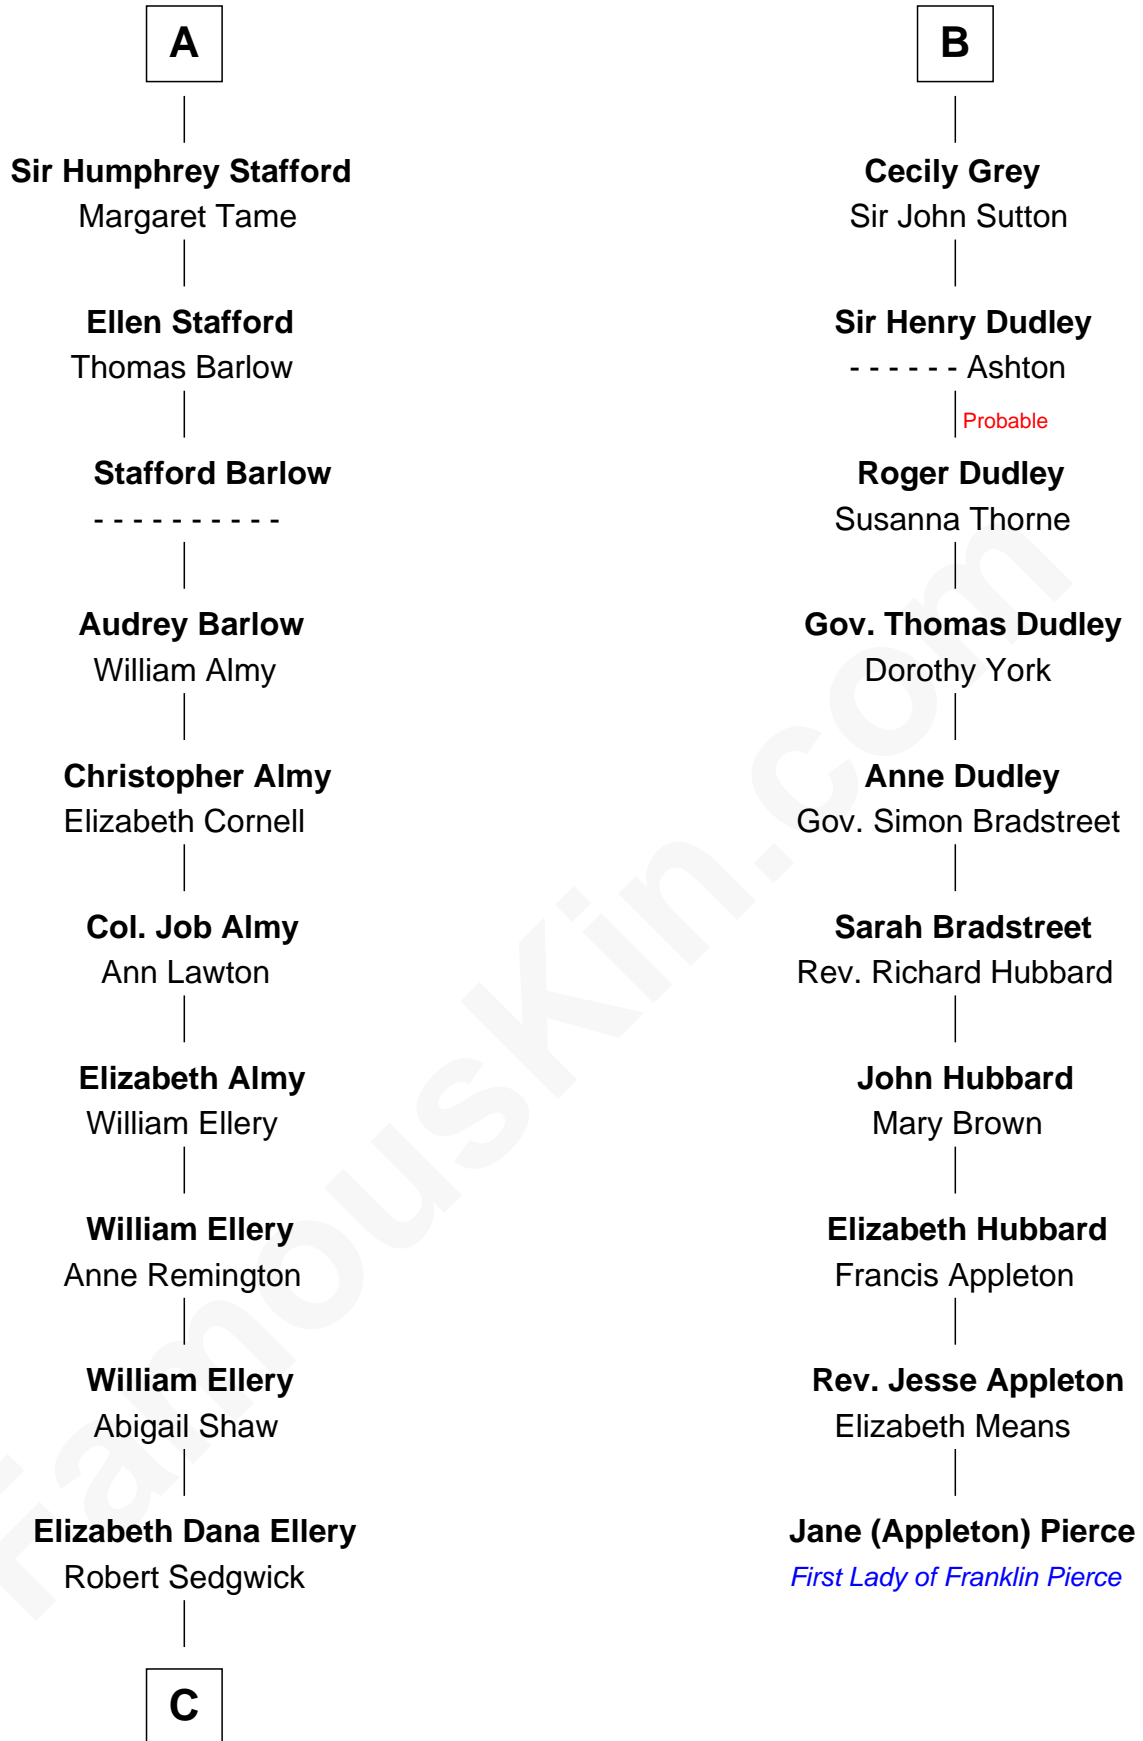 A
Sir Humphrey Stafford
Margaret Tame
Ellen Stafford
Thomas Barlow
Stafford Barlow
- - - - - - - - - -
Audrey Barlow
William Almy
Christopher Almy
Elizabeth Cornell
Col. Job Almy
Ann Lawton
Elizabeth Almy
William Ellery
William Ellery
Anne Remington
William Ellery
Abigail Shaw
Elizabeth Dana Ellery
Robert Sedgwick
C
B
Cecily Grey
Sir John Sutton
Sir Henry Dudley
- - - - - - Ashton
Probable
Roger Dudley
Susanna Thorne
Gov. Thomas Dudley
Dorothy York
Anne Dudley
Gov. Simon Bradstreet
Sarah Bradstreet
Rev. Richard Hubbard
John Hubbard
Mary Brown
Elizabeth Hubbard
Francis Appleton
Rev. Jesse Appleton
Elizabeth Means
Jane (Appleton) Pierce
First Lady of Franklin Pierce
FamousKin.com